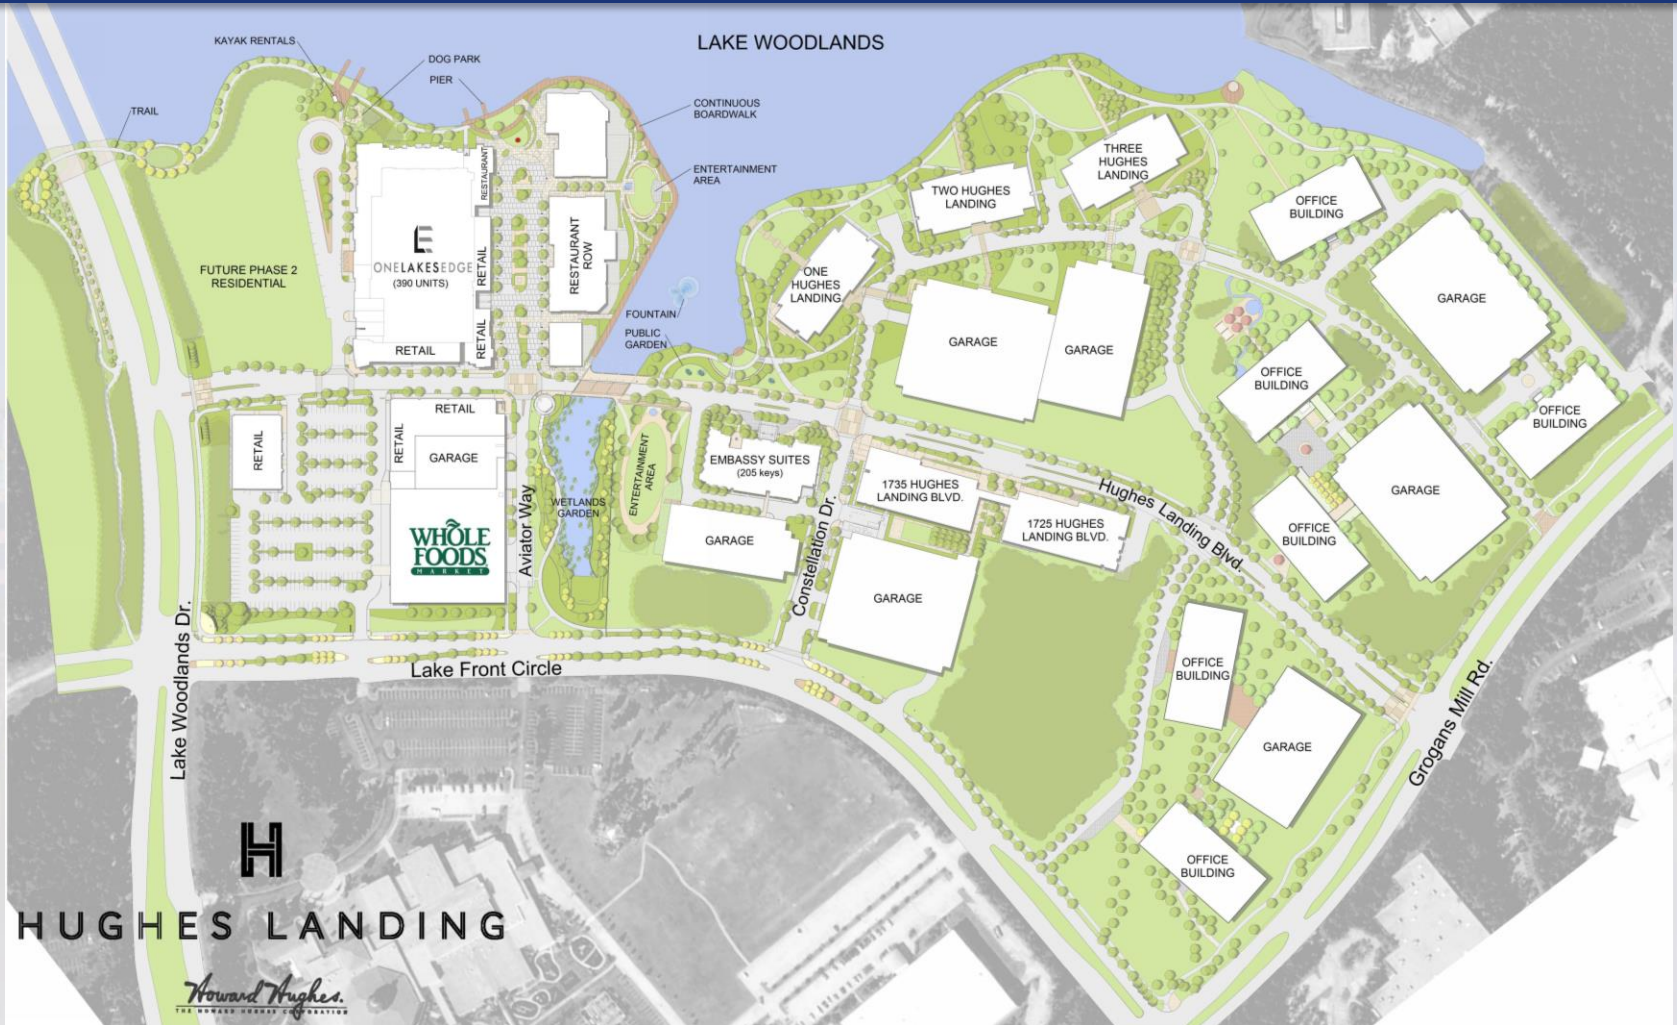 LAKE WOODLANDS
KAYAK RENTALS
DOG PARK
PIER
TRAIL
CONTINUOUS
BOARDWALK
ENTERTAINMENT
AREA
RESTAURANT
THREE
HUGHES
LANDING
TWO HUGHES
LANDING
OFFICE
BUILDING
FUTURE PHASE 2
RESIDENTIAL
ONELAKESEDGE
(390 UNITS)
RETAIL
RETAIL
RETAIL
RESTAURANT
ROW
ONE
HUGHES
LANDING
FOUNTAIN
PUBLIC
GARDEN
GARAGE
GARAGE
GARAGE
OFFICE
BUILDING
OFFICE
BUILDING
RETAIL
RETAIL
RETAIL
GARAGE
WHOLE
FOODS
MARKET
Aviator Way
WETLANDS
GARDEN
ENTERTAINMENT
AREA
EMBASSY SUITES
(205 keys)
GARAGE
Constellation Dr.
1735 HUGHES
LANDING BLVD.
1725 HUGHES
LANDING BLVD.
Hughes Landing Blvd.
GARAGE
OFFICE
BUILDING
GARAGE
OFFICE
BUILDING
GARAGE
OFFICE
BUILDING
Lake Woodlands Dr.
Lake Front Circle
Grogans Mill Rd.
H
HUGHES LANDING
Howard Hughes.
THE HOWARD HUGHES CORPORATION